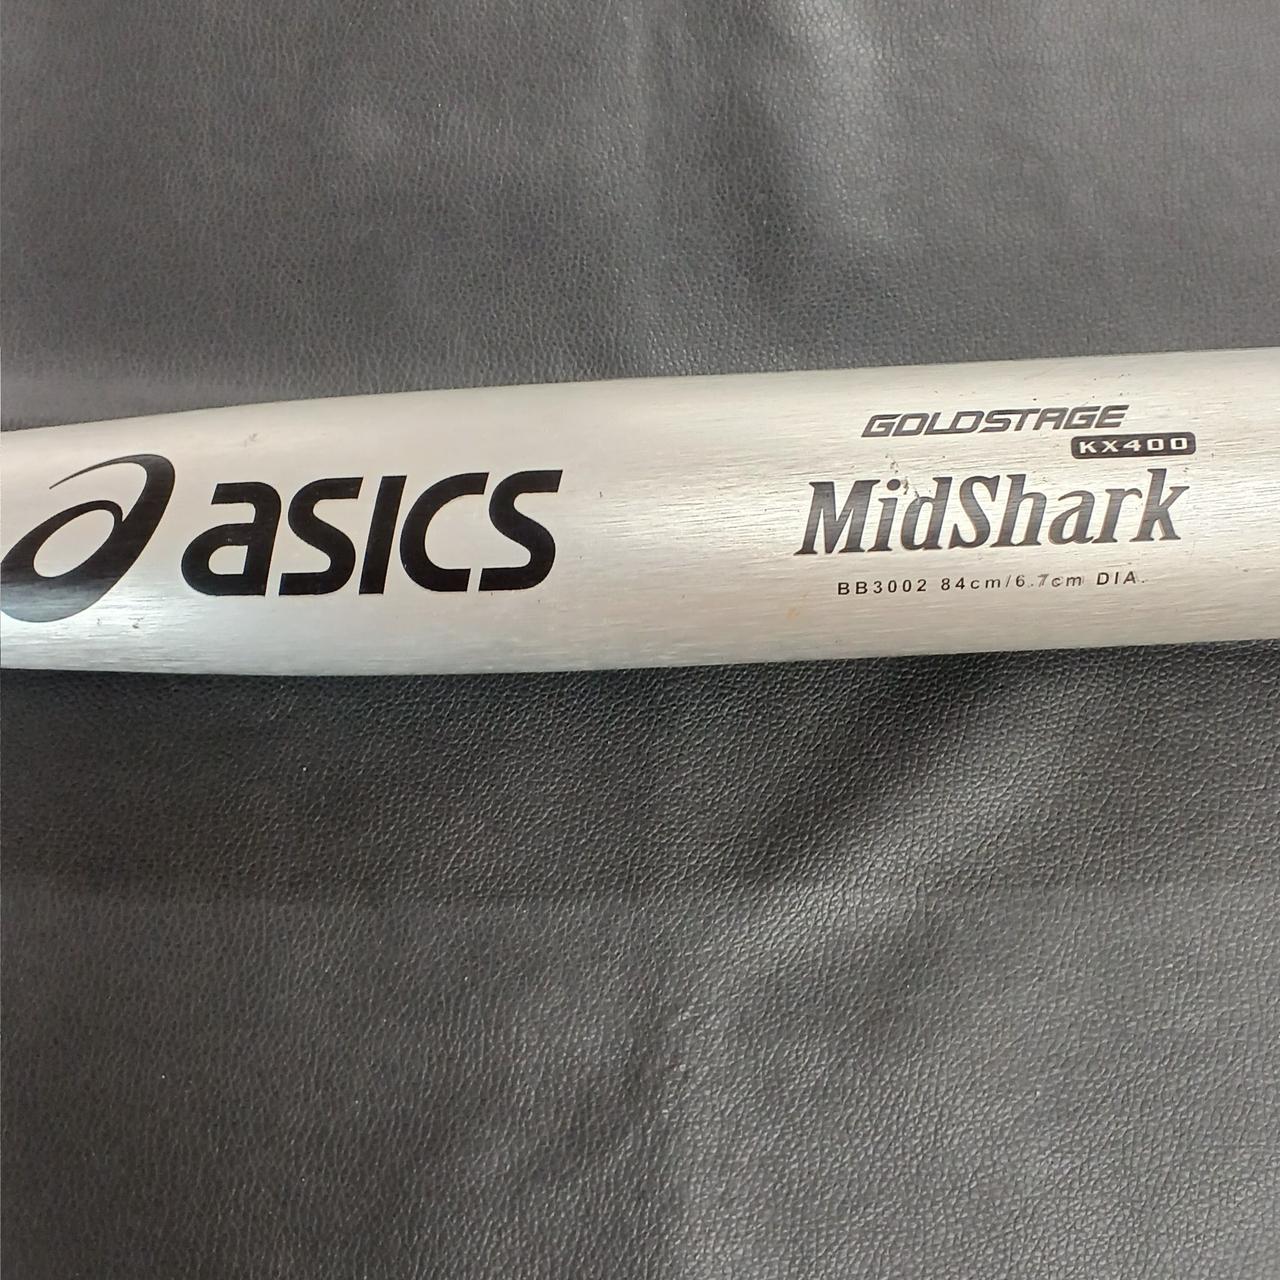 asics
GOLDSTAGE
KX400
MidShark
BB3002 84cm/6.7cm DIA.